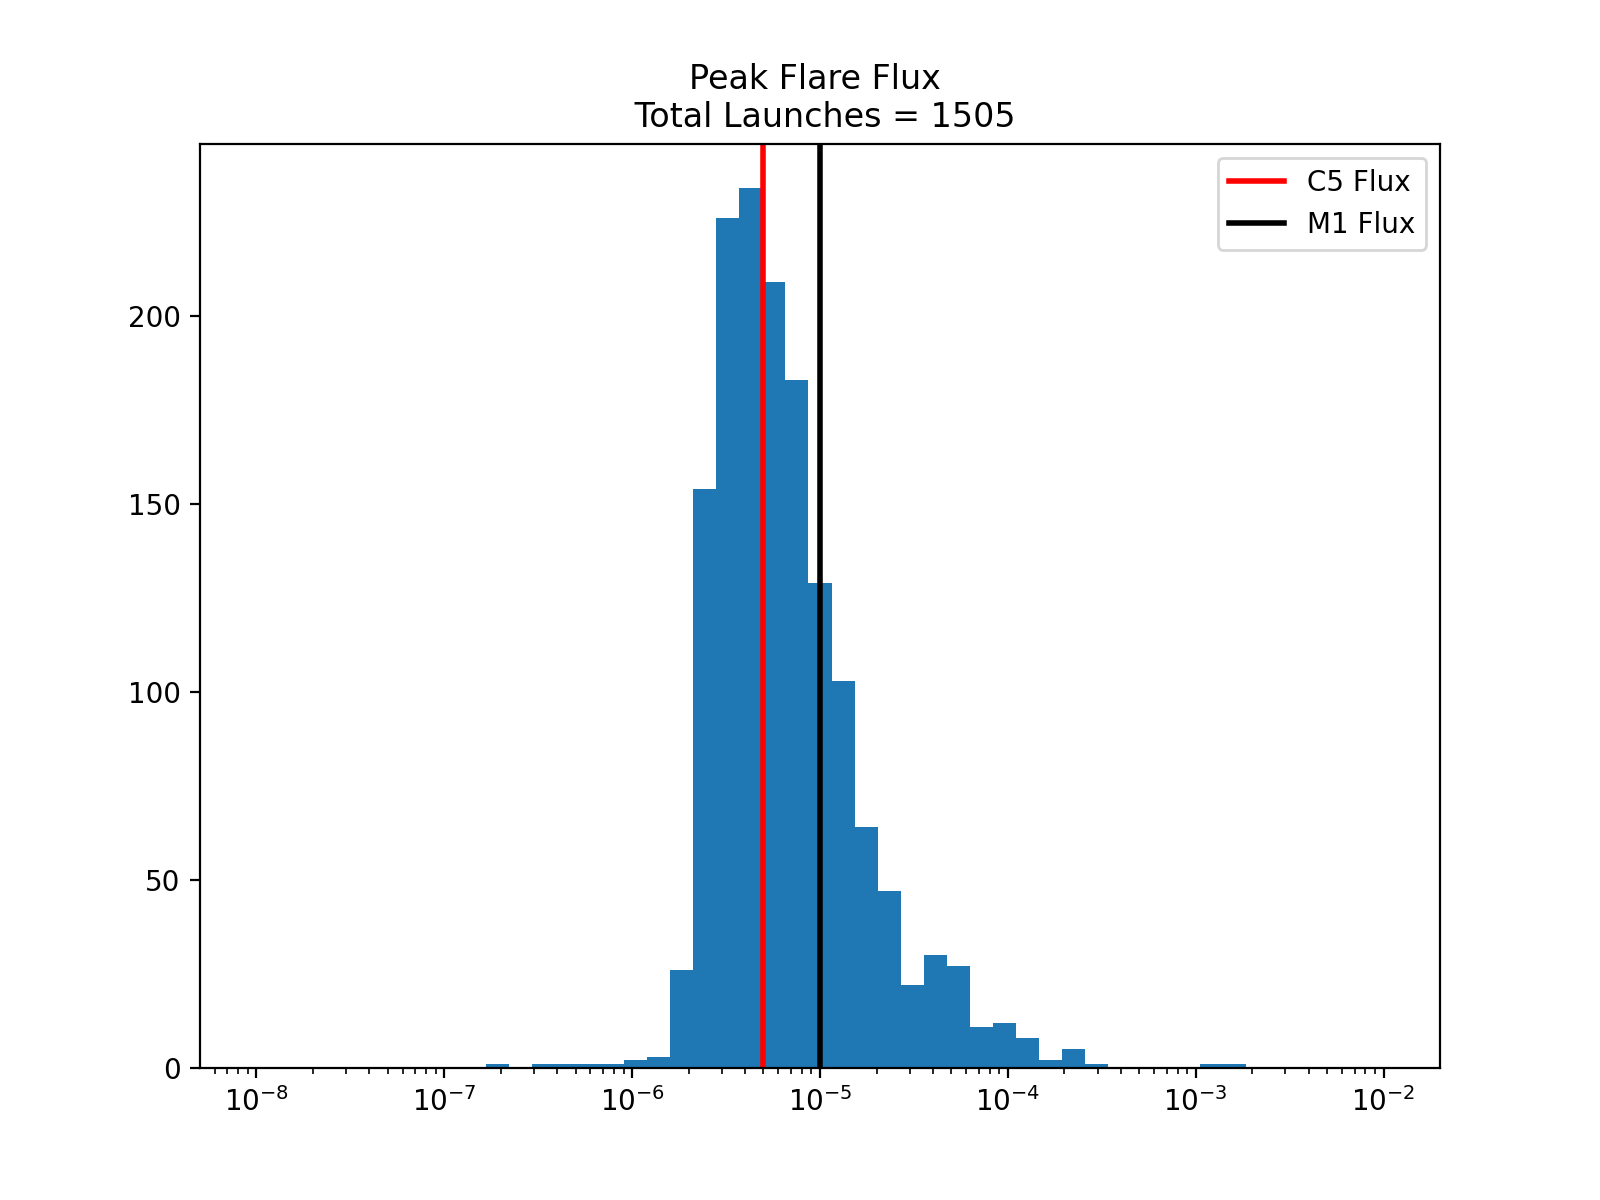 Peak Flare Flux
Total Launches = 1505
C5 Flux
M1 Flux
200
150
100
50
0
10⁻⁸ 10⁻⁷ 10⁻⁶ 10⁻⁵ 10⁻⁴ 10⁻³ 10⁻²